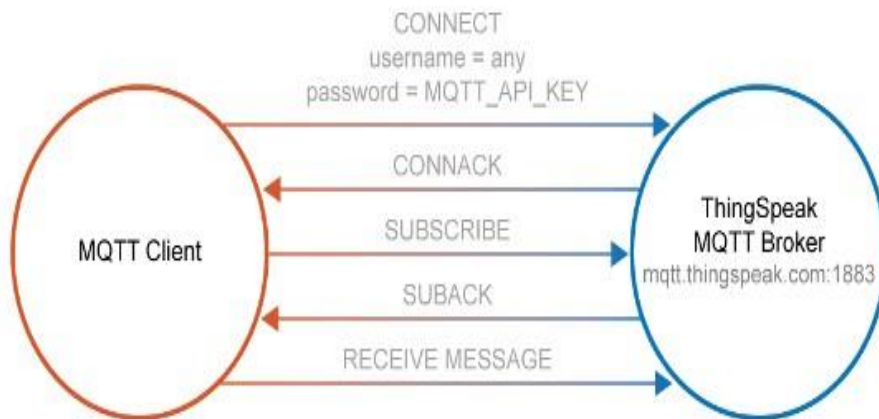 CONNECT
username = any
password = MQTT_API_KEY
CONNACK
MQTT Client
SUBSCRIBE
ThingSpeak
MQTT Broker
mqtt.thingspeak.com:1883
SUBACK
RECEIVE MESSAGE